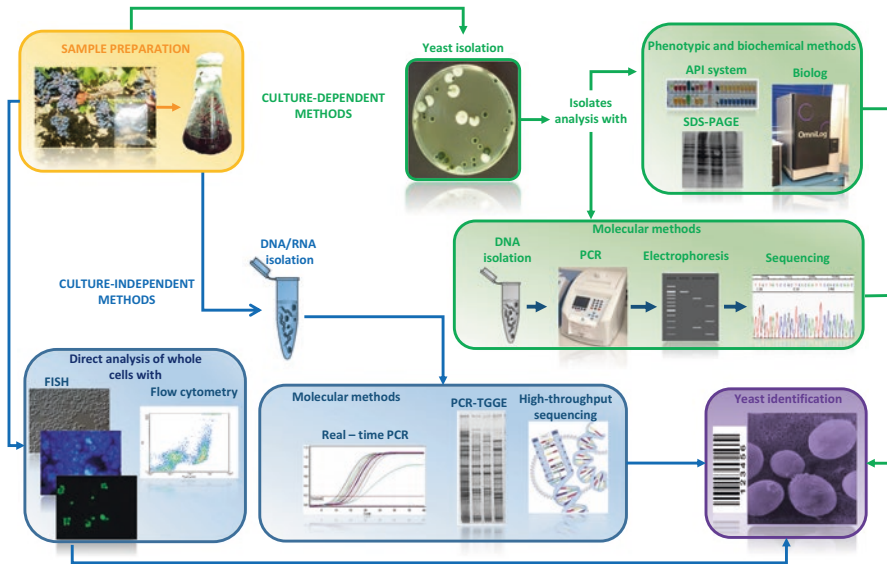 SAMPLE PREPARATION
Yeast isolation
CULTURE-DEPENDENT
METHODS
Isolates
analysis with
Phenotypic and biochemical methods
API system
Biolog
SDS-PAGE
OmniLog
Molecular methods
DNA
isolation
PCR
Electrophoresis
Sequencing
DNA/RNA
isolation
CULTURE-INDEPENDENT
METHODS
Direct analysis of whole
cells with
FISH
Flow cytometry
Molecular methods
Real – time PCR
PCR-TGGE
High-throughput
sequencing
Yeast identification
123456